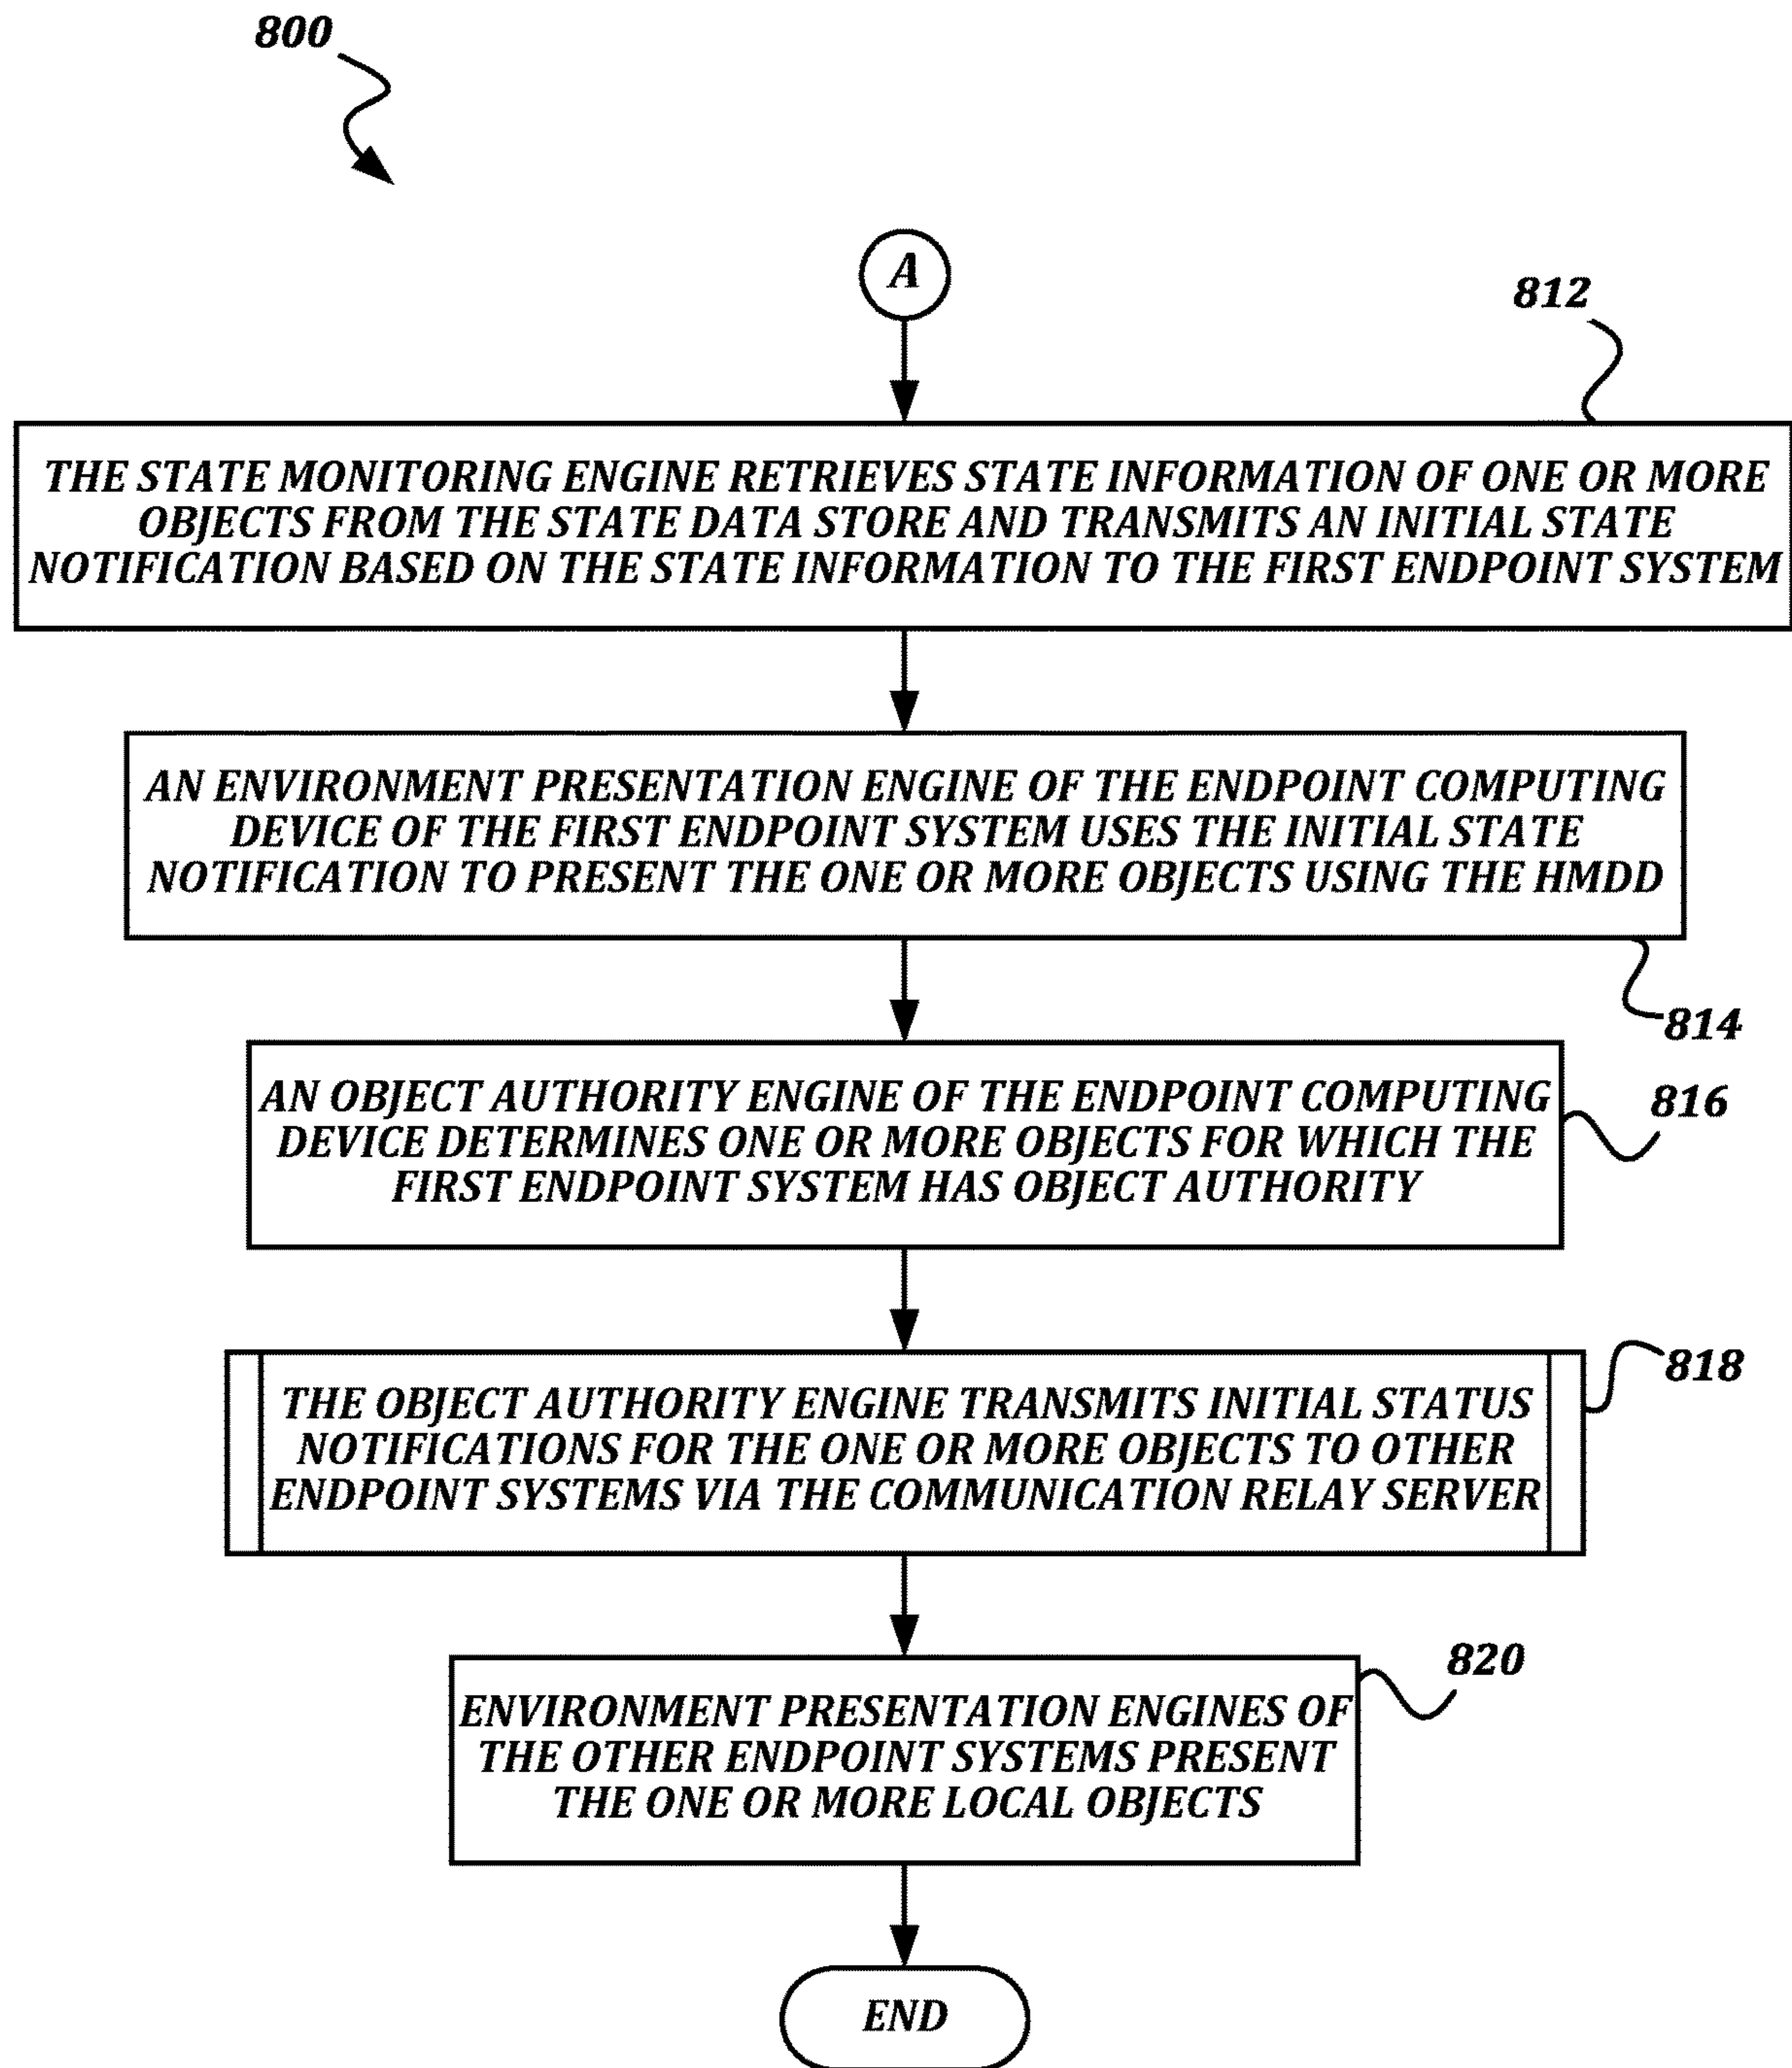 800
A
812
THE STATE MONITORING ENGINE RETRIEVES STATE INFORMATION OF ONE OR MORE
OBJECTS FROM THE STATE DATA STORE AND TRANSMITS AN INITIAL STATE
NOTIFICATION BASED ON THE STATE INFORMATION TO THE FIRST ENDPOINT SYSTEM
AN ENVIRONMENT PRESENTATION ENGINE OF THE ENDPOINT COMPUTING
DEVICE OF THE FIRST ENDPOINT SYSTEM USES THE INITIAL STATE
NOTIFICATION TO PRESENT THE ONE OR MORE OBJECTS USING THE HMDD
814
AN OBJECT AUTHORITY ENGINE OF THE ENDPOINT COMPUTING
DEVICE DETERMINES ONE OR MORE OBJECTS FOR WHICH THE
FIRST ENDPOINT SYSTEM HAS OBJECT AUTHORITY
816
THE OBJECT AUTHORITY ENGINE TRANSMITS INITIAL STATUS
NOTIFICATIONS FOR THE ONE OR MORE OBJECTS TO OTHER
ENDPOINT SYSTEMS VIA THE COMMUNICATION RELAY SERVER
818
ENVIRONMENT PRESENTATION ENGINES OF
THE OTHER ENDPOINT SYSTEMS PRESENT
THE ONE OR MORE LOCAL OBJECTS
820
END